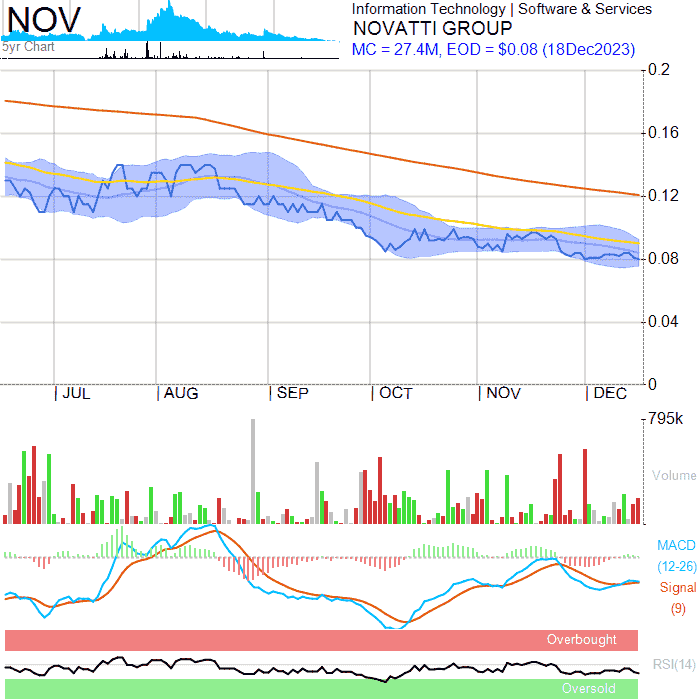 NOV
5yr Chart
Information Technology | Software & Services
NOVATTI GROUP
MC = 27.4M, EOD = $0.08 (18Dec2023)
0.2
0.16
0.12
0.08
0.04
0
JUL
AUG
SEP
OCT
NOV
DEC
795k
Volume
MACD
(12-26)
Signal
(9)
Overbought
RSI(14)
Oversold